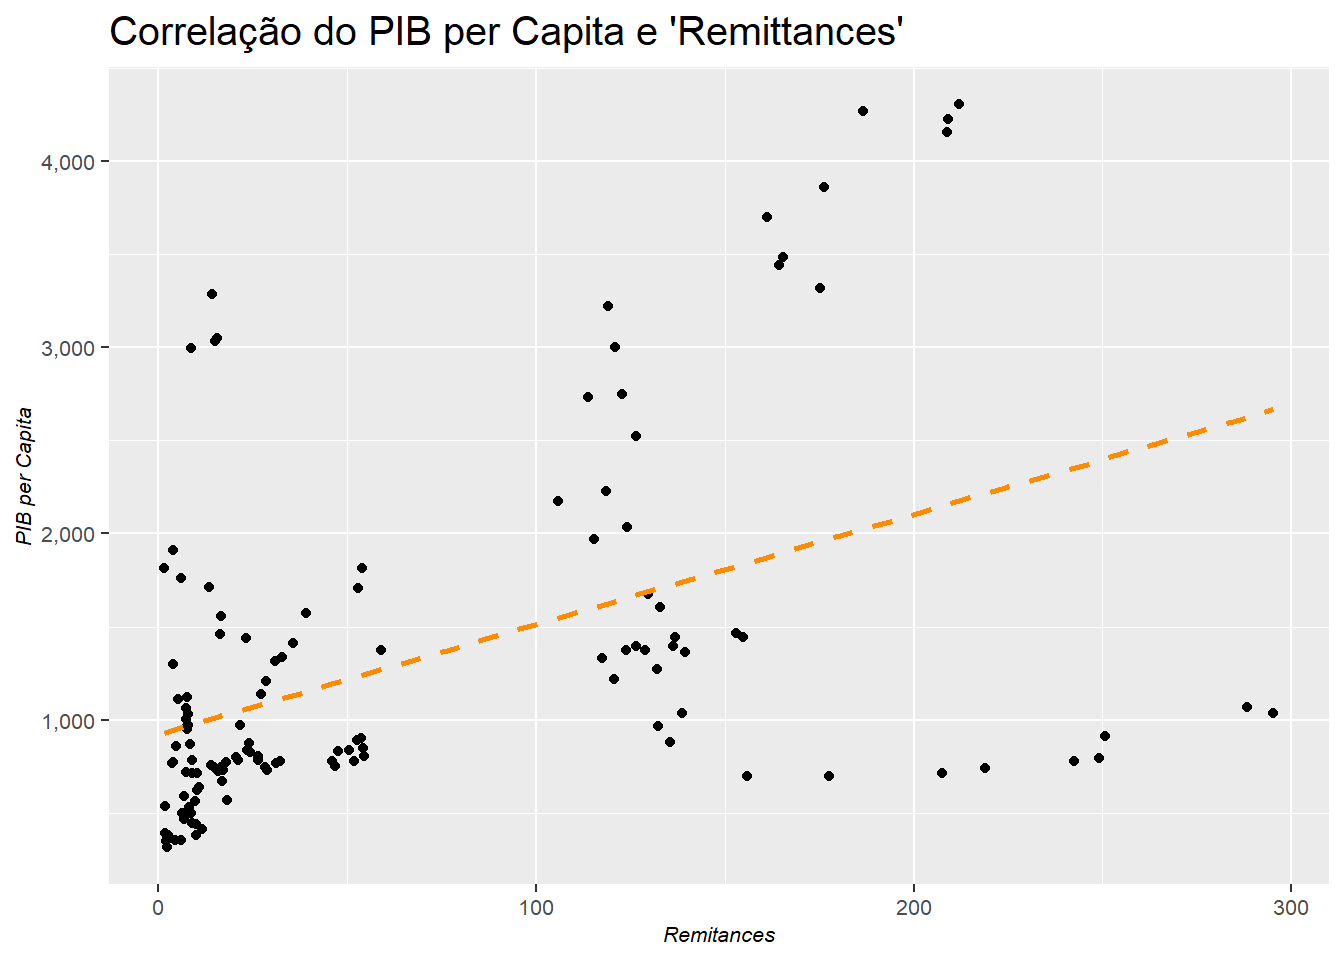 Correlação do PIB per Capita e 'Remittances'
4,000
3,000
2,000
1,000
PIB per Capita
0
100
200
300
Remitances